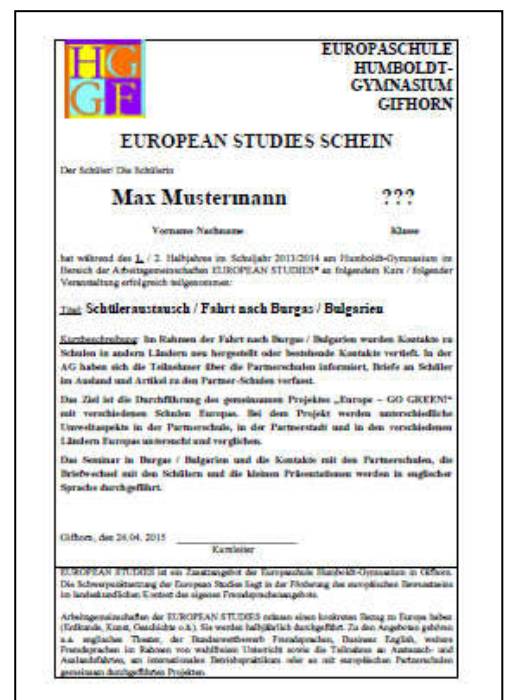 HG
GF
EUROPASCHULE
HUMBOLDT-
GYMNASIUM
GIFHORN
EUROPEAN STUDIES SCHEIN
Der Schüler/ Die Schülerin
Max Mustermann ???
Vorname Nachname Klasse
hat während des 1. / 2. Halbjahres im Schuljahr 2013/2014 am Humboldt-Gymnasium im
Bereich der Arbeitsgemeinschaften EUROPEAN STUDIES* an folgendem Kurs / folgender
Veranstaltung erfolgreich teilgenommen:
Titel: Schüleraustausch / Fahrt nach Burgas / Bulgarien
Kurzbeschreibung: Im Rahmen der Fahrt nach Burgas / Bulgarien wurden Kontakte zu
Schulen in andern Ländern neu hergestellt oder bestehende Kontakte vertieft. In der
AG haben sich die Teilnehmer über die Partnerschulen informiert, Briefe an Schüler
im Ausland und Artikel zu den Partner-Schulen verfasst.
Das Ziel ist die Durchführung des gemeinsamen Projektes „Europe – GO GREEN!“
mit verschiedenen Schulen Europas. Bei dem Projekt werden unterschiedliche
Umweltaspekte in der Partnerschule, in der Partnerstadt und in den verschiedenen
Ländern Europas untersucht und verglichen.
Das Seminar in Burgas / Bulgarien und die Kontakte mit den Partnerschulen, die
Briefwechsel mit den Schülern und die kleinen Präsentationen werden in englischer
Sprache durchgeführt.
Gifhorn, den 24.04. 2015
Kursleiter
EUROPEAN STUDIES ist ein Zusatzangebot der Europaschule Humboldt-Gymnasium in Gifhorn.
Die Schwerpunktsetzung der European Studies liegt in der Förderung des europäischen Bewusstseins
im landeskundlichen Kontext des eigenen Fremdsprachenangebots.
Arbeitsgemeinschaften der EUROPEAN STUDIES müssen einen konkreten Bezug zu Europa haben
(Erdkunde, Kunst, Geschichte o.ä.). Sie werden halbjährlich durchgeführt. Zu den Angeboten gehören
u.a. englisches Theater, der Bundeswettbewerb Fremdsprachen, Business English, weitere
Fremdsprachen im Rahmen von wahlfreiem Unterricht sowie die Teilnahme an Austausch- und
Auslandsfahrten, am internationalen Betriebspraktikum oder an mit europäischen Partnerschulen
gemeinsam durchgeführten Projekten.